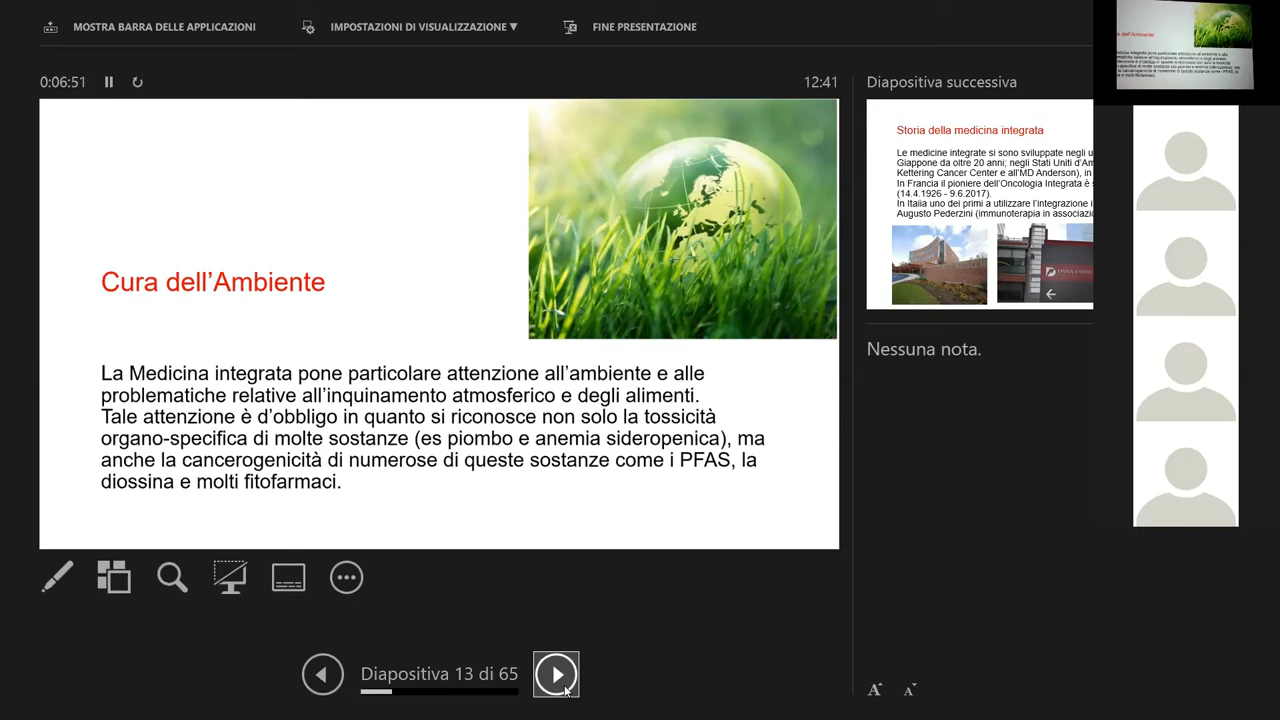 MOSTRA BARRA DELLE APPLICAZIONI
IMPOSTAZIONI DI VISUALIZZAZIONE ▼
FINE PRESENTAZIONE
0:06:51
12:41
Cura dell'Ambiente
La Medicina integrata pone particolare attenzione all'ambiente e alle
problematiche relative all'inquinamento atmosferico e degli alimenti.
Tale attenzione è d'obbligo in quanto si riconosce non solo la tossicità
organo-specifica di molte sostanze (es piombo e anemia sideropenica), ma
anche la cancerogenicità di numerose di queste sostanze come i PFAS, la
diossina e molti fitofarmaci.
Diapositiva successiva
Storia della medicina integrata
Le medicine integrate si sono sviluppate negli u
Giappone da oltre 20 anni; negli Stati Uniti d'Am
Kettering Cancer Center e all'MD Anderson), in
In Francia il pioniere dell'Oncologia Integrata è s
(14.4.1926 - 9.6.2017).
In Italia uno dei primi a utilizzare l'integrazione i
Augusto Pederzini (immunoterapia in associazio
Nessuna nota.
Diapositiva 13 di 65
A A